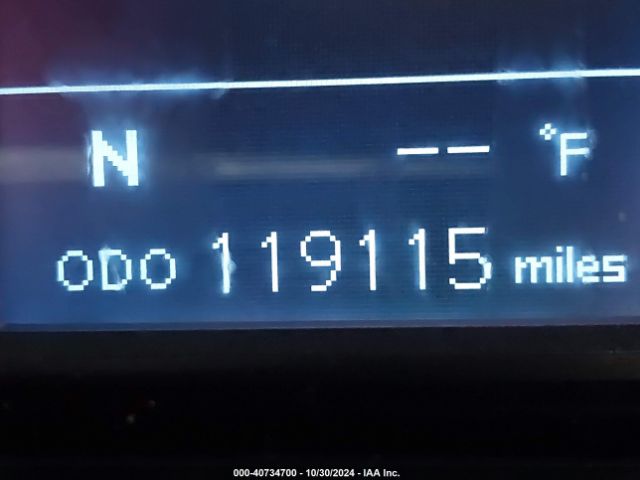 N -- °F
ODO 119115 miles
000-40734700 - 10/30/2024 - IAA Inc.